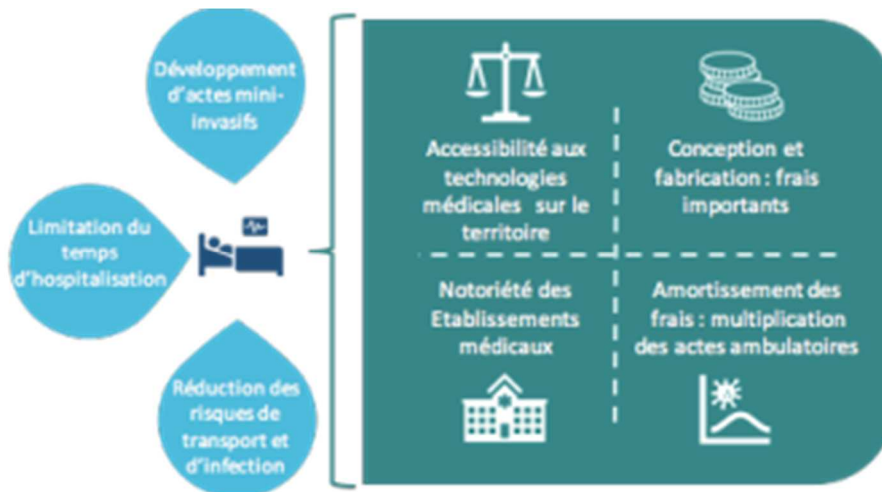 Développement
d'actes mini-
invasifs
Limitation du
temps
d'hospitalisation
Réduction des
risques de
transport et
d'infection
Accessibilité aux
technologies
médicales sur le
territoire
Conception et
fabrication : frais
importants
Notoriété des
Etablissements
médicaux
Amortissement des
frais : multiplication
des actes ambulatoires